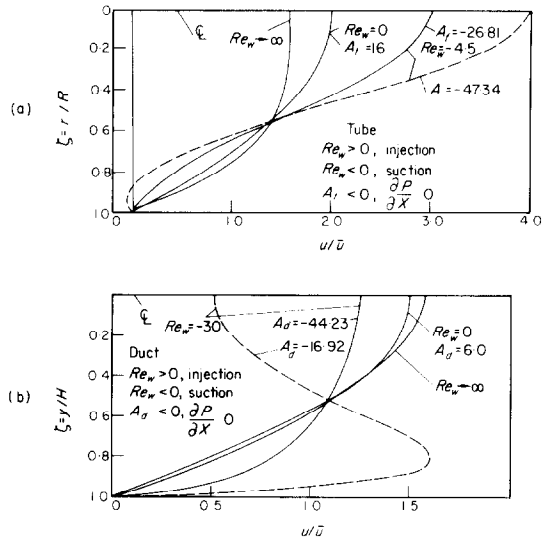 (a)
ζ=r/R
0
0·2
0·4
0·6
0·8
1·0
℄
Re_w→∞
Re_w=0
A_t=16
A_t=-26·81
Re_w=-4·5
A=-47·34
Tube
Re_w>0, injection
Re_w<0, suction
A_t<0, ∂P/∂X 0
0 1·0 2·0 3·0 4·0
u/ū
(b)
ζ=y/H
0·2
0·4
0·6
0·8
1·0
℄
Re_w=-30
A_d=-44·23
A_d=-16·92
Re_w=0
A_d=6·0
Re_w→∞
Duct
Re_w>0, injection
Re_w<0, suction
A_d<0, ∂P/∂X 0
0 0·5 1·0 1·5
u/ū